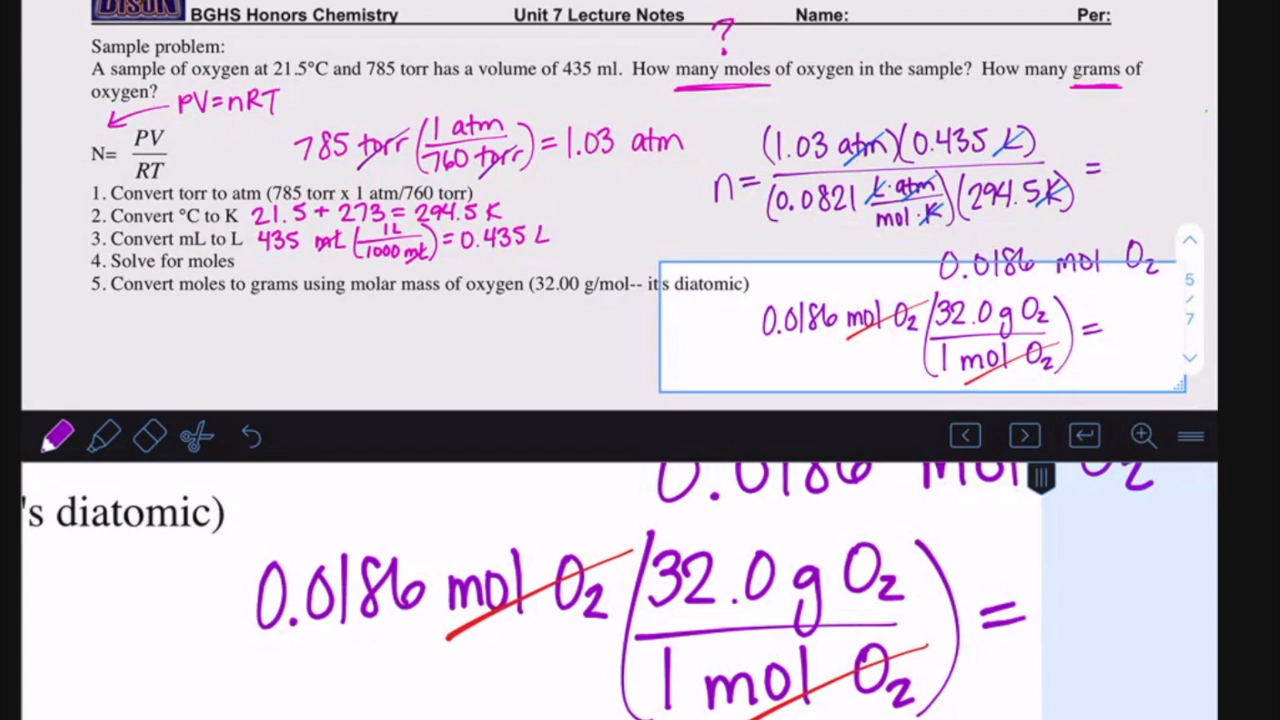 DISON
BGHS Honors Chemistry Unit 7 Lecture Notes Name: Per:
?
Sample problem:
A sample of oxygen at 21.5°C and 785 torr has a volume of 435 ml. How many moles of oxygen in the sample? How many grams of
oxygen?
PV=nRT
N= PV/RT
785 torr (1 atm/760 torr) = 1.03 atm
n= (1.03 atm)(0.435 L)/(0.0821 L·atm/mol·K)(294.5K) =
1. Convert torr to atm (785 torr x 1 atm/760 torr)
2. Convert °C to K 21.5 + 273 = 294.5 K
3. Convert mL to L 435 mL (1L/1000 mL) = 0.435 L
4. Solve for moles
0.0186 mol O₂
5. Convert moles to grams using molar mass of oxygen (32.00 g/mol-- it's diatomic)
0.0186 mol O₂ (32.0 g O₂/1 mol O₂) =
5
/
7
0.0186 mol O₂
's diatomic)
0.0186 mol O₂ (32.0 g O₂/1 mol O₂) =